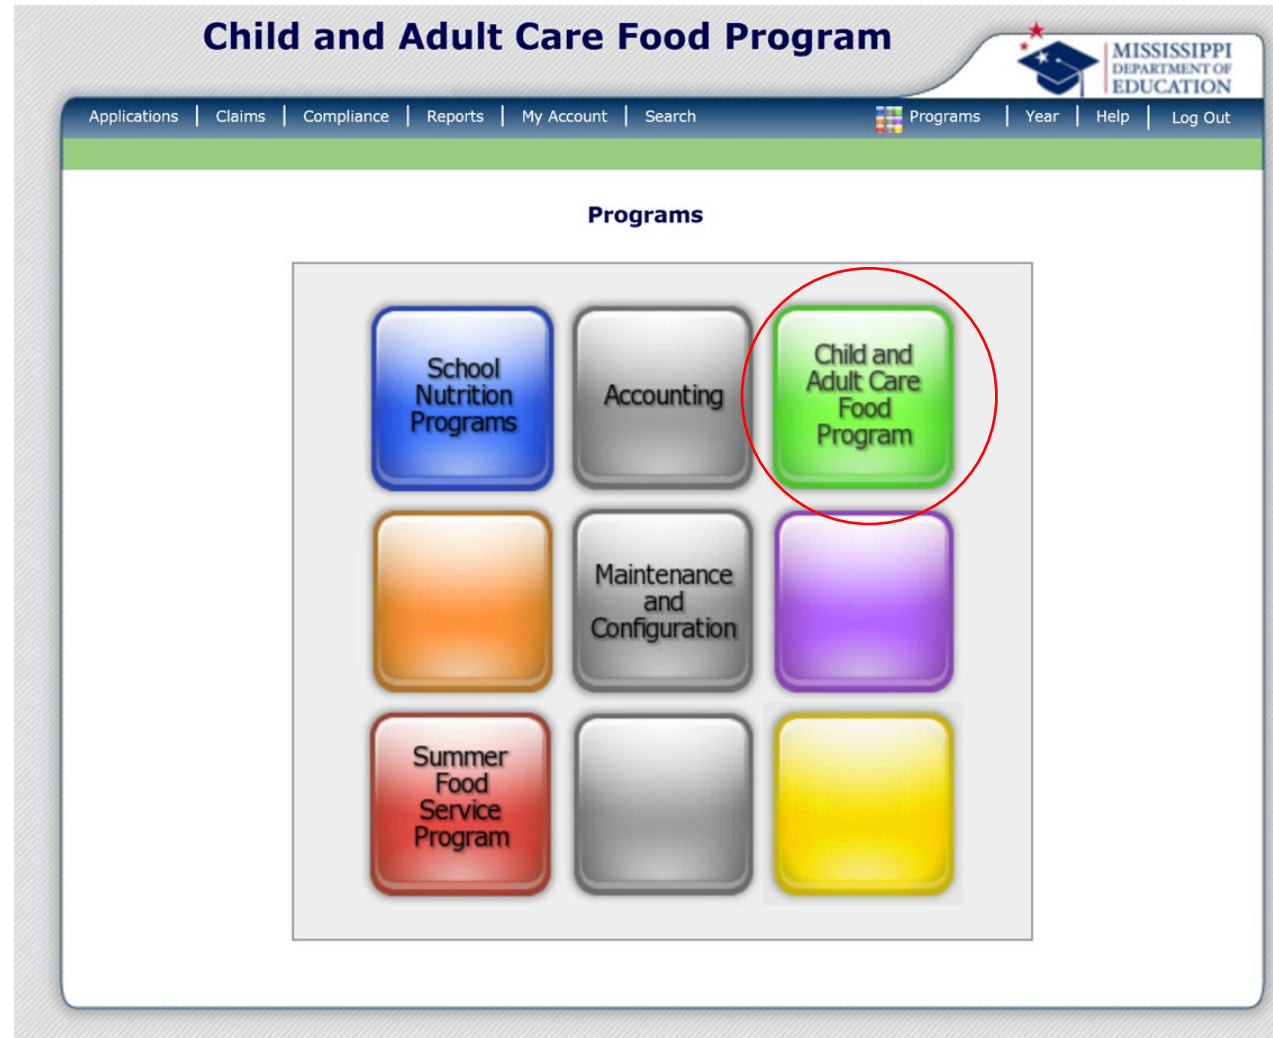 Child and Adult Care Food Program
MISSISSIPPI
DEPARTMENT OF
EDUCATION
Applications | Claims | Compliance | Reports | My Account | Search Programs | Year | Help | Log Out
Programs
School
Nutrition
Programs
Accounting
Child and
Adult Care
Food
Program
Maintenance
and
Configuration
Summer
Food
Service
Program